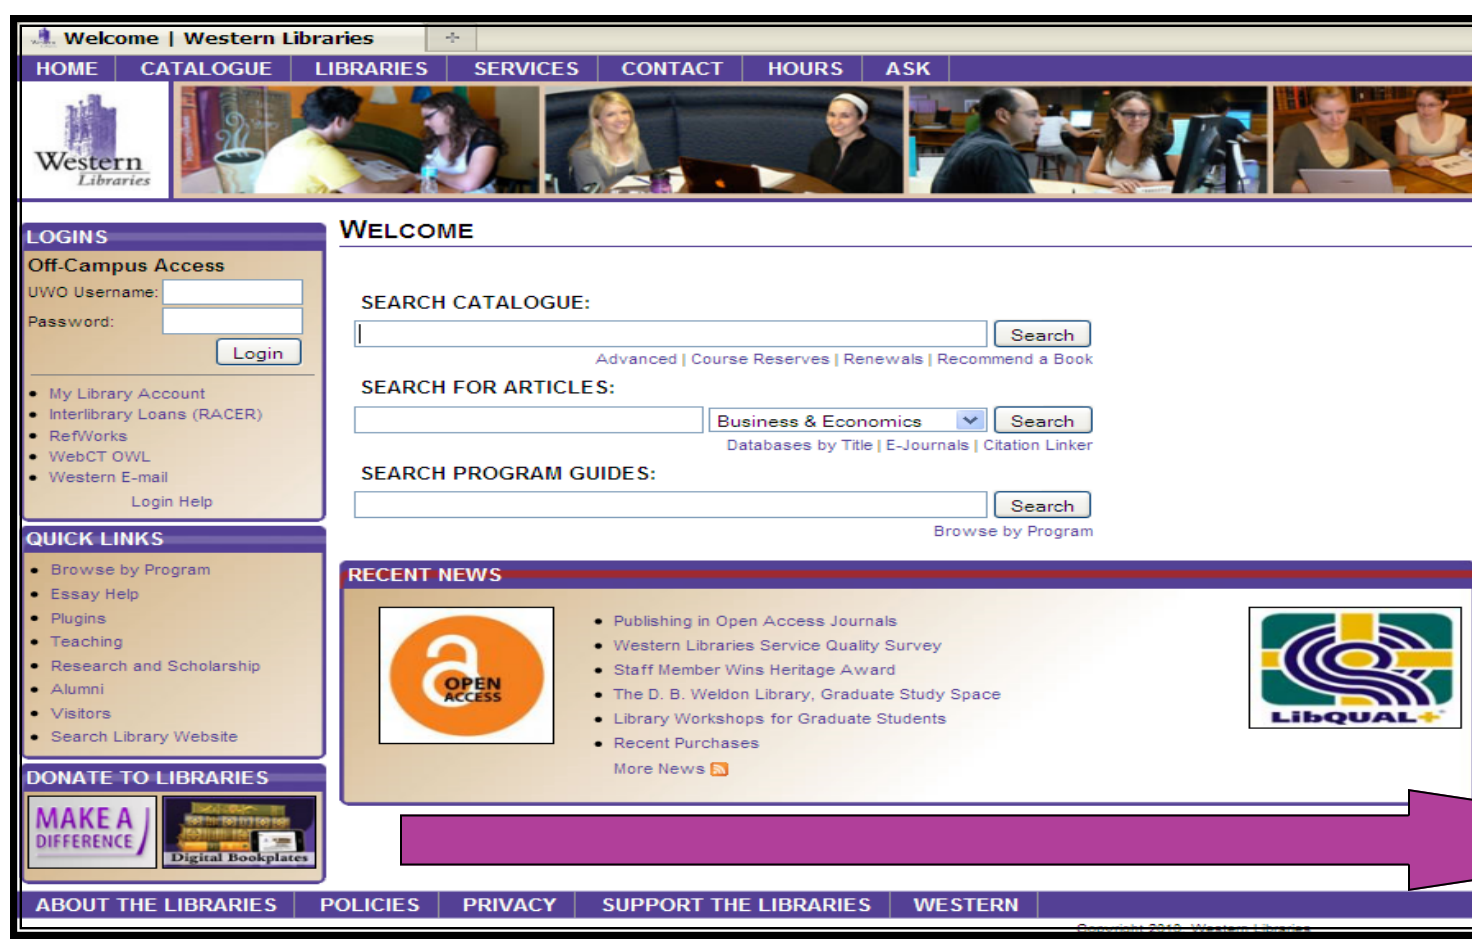 Welcome | Western Libraries
HOME CATALOGUE LIBRARIES SERVICES CONTACT HOURS ASK
Western
Libraries
WELCOME
LOGINS
Off-Campus Access
UWO Username:
Password:
Login
My Library Account
Interlibrary Loans (RACER)
RefWorks
WebCT OWL
Western E-mail
Login Help
QUICK LINKS
Browse by Program
Essay Help
Plugins
Teaching
Research and Scholarship
Alumni
Visitors
Search Library Website
DONATE TO LIBRARIES
MAKE A
DIFFERENCE
Digital Bookplates
SEARCH CATALOGUE:
Search
Advanced | Course Reserves | Renewals | Recommend a Book
SEARCH FOR ARTICLES:
Business & Economics Search
Databases by Title | E-Journals | Citation Linker
SEARCH PROGRAM GUIDES:
Search
Browse by Program
RECENT NEWS
OPEN
ACCESS
Publishing in Open Access Journals
Western Libraries Service Quality Survey
Staff Member Wins Heritage Award
The D. B. Weldon Library, Graduate Study Space
Library Workshops for Graduate Students
Recent Purchases
More News
LibQUAL+
ABOUT THE LIBRARIES POLICIES PRIVACY SUPPORT THE LIBRARIES WESTERN
Western Libraries